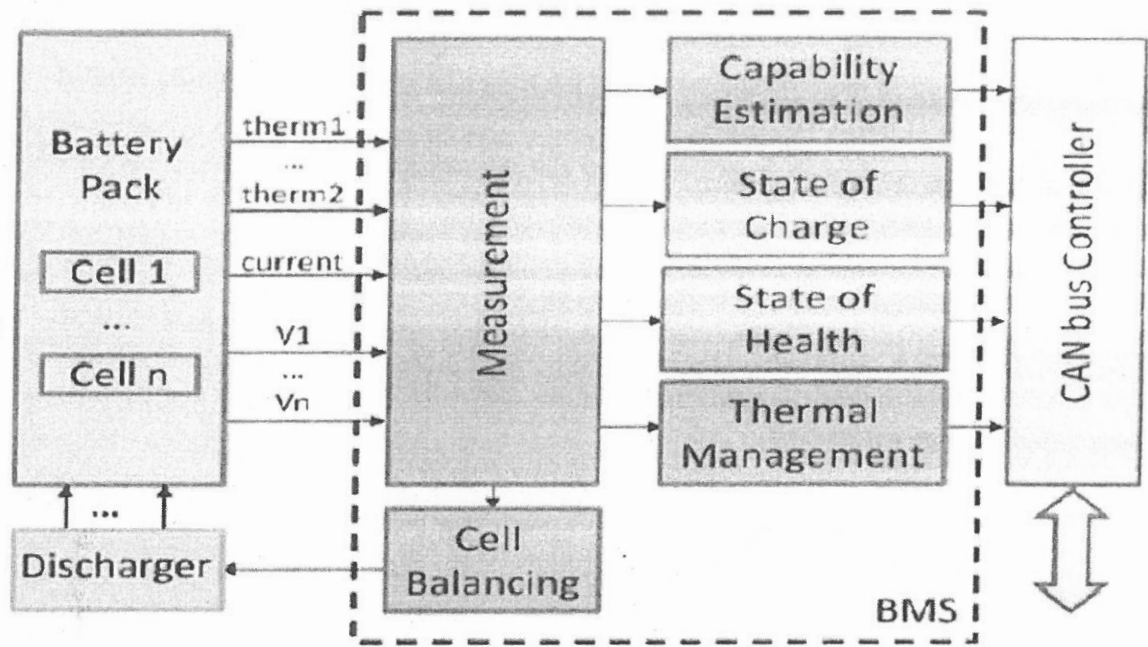 Battery
Pack
Cell 1
...
Cell n
...
Discharger
therm1
...
therm2
current
V1
...
Vn
Measurement
Cell
Balancing
Capability
Estimation
State of
Charge
State of
Health
Thermal
Management
BMS
CAN bus Controller